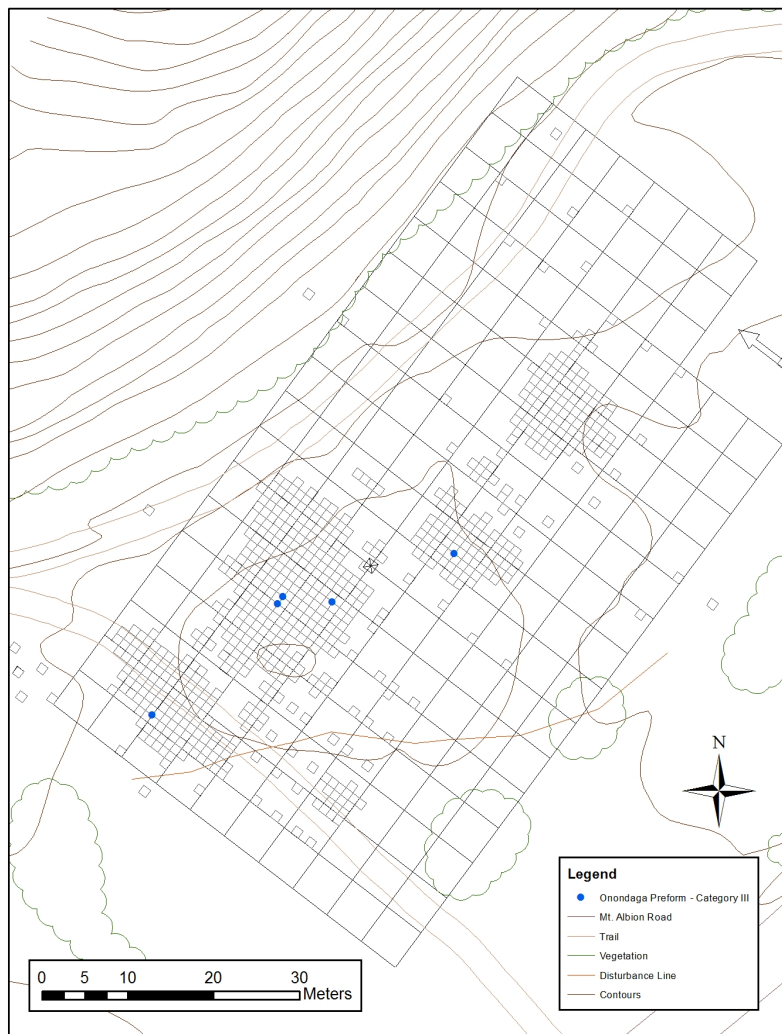 N
Legend
Onondaga Preform - Category III
Mt. Albion Road
Trail
Vegetation
Disturbance Line
Contours
0 5 10 20 30
Meters